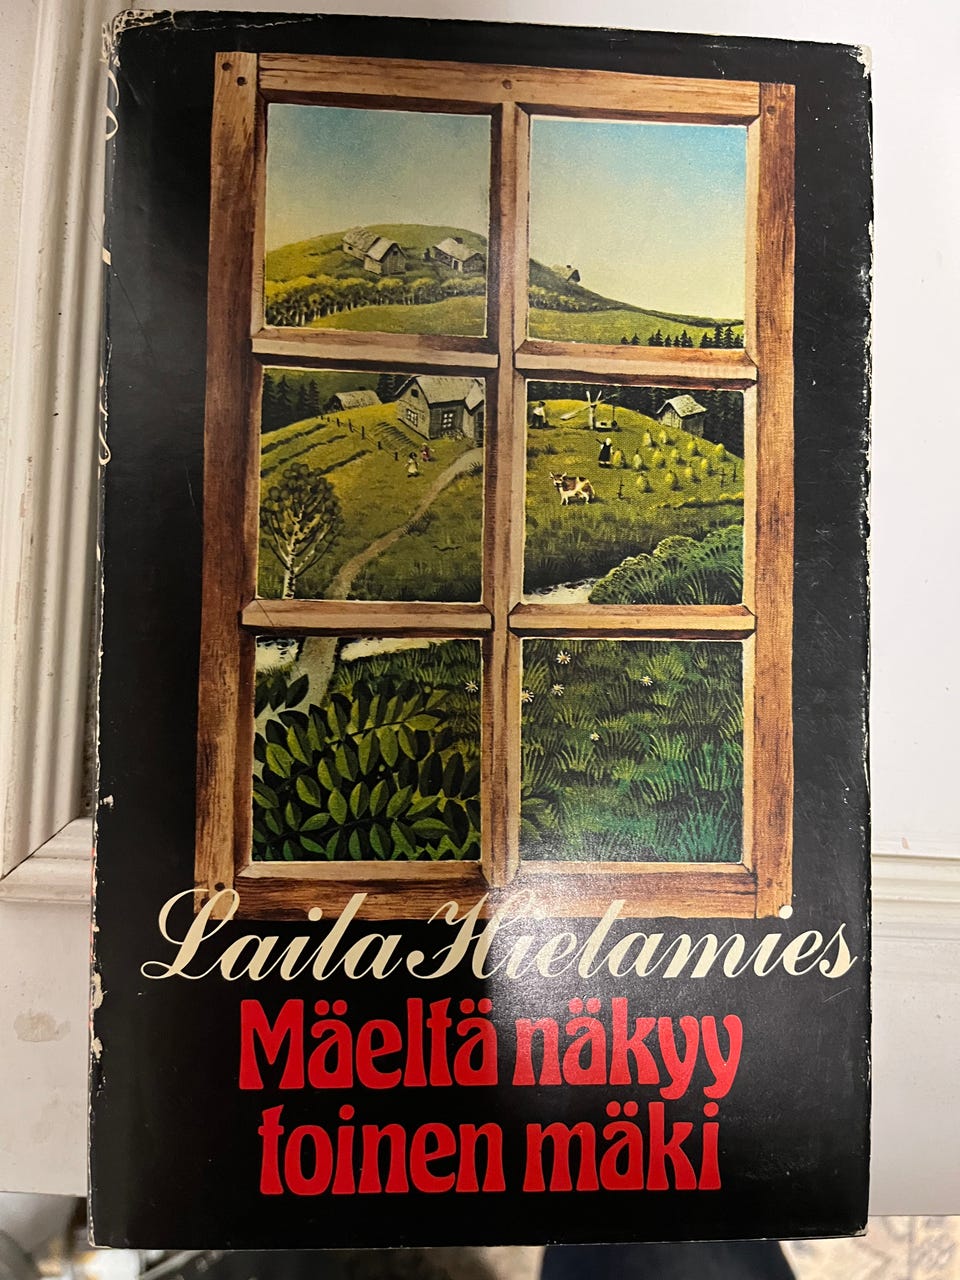 Laila Hietamies
Mäeltä näkyy
toinen mäki